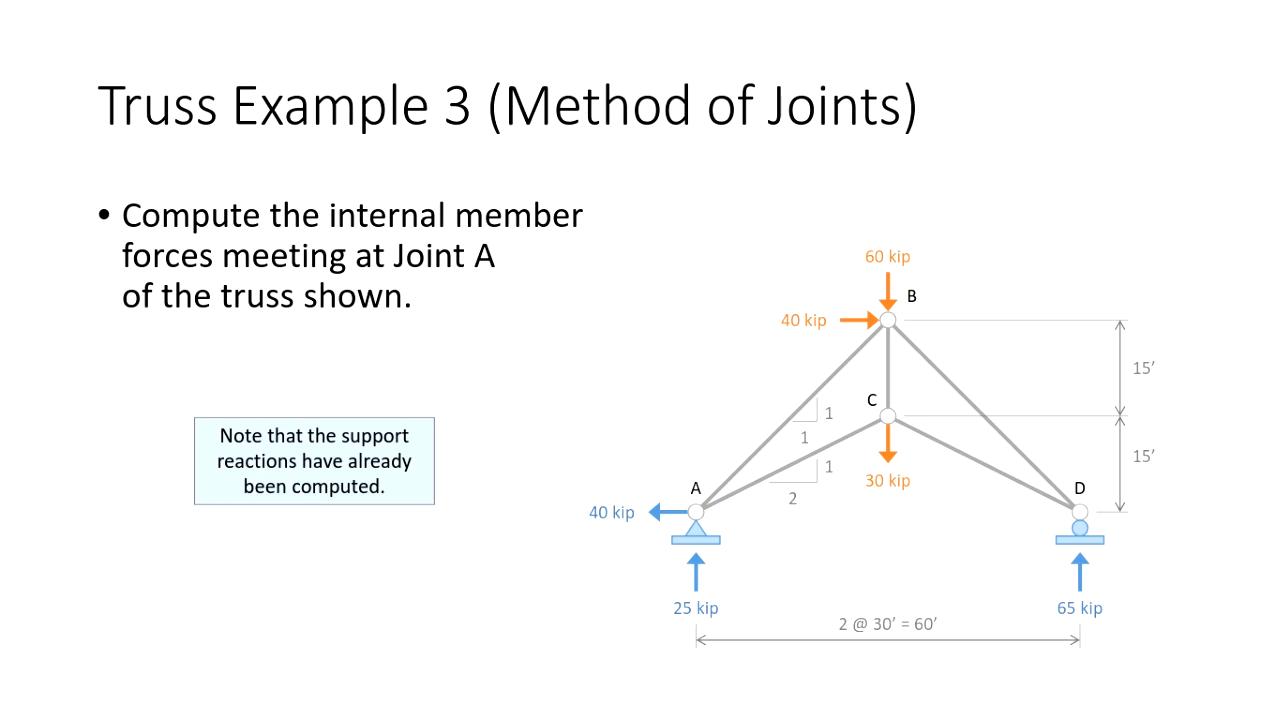 Truss Example 3 (Method of Joints)
• Compute the internal member
forces meeting at Joint A
of the truss shown.
Note that the support
reactions have already
been computed.
60 kip
B
40 kip
15′
C
1
1
1
2
30 kip
15′
A
D
40 kip
25 kip
65 kip
2 @ 30′ = 60′